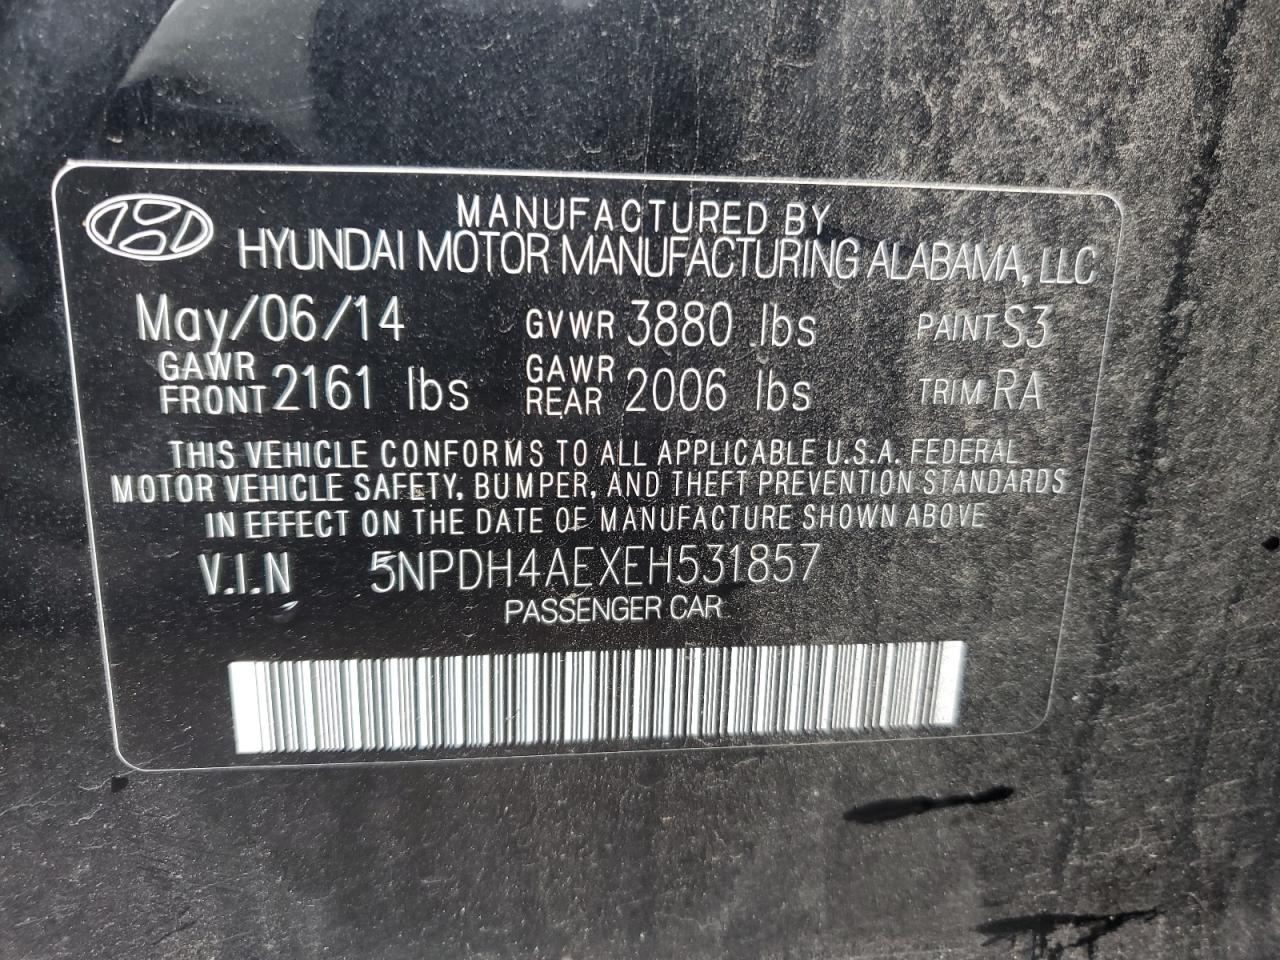 MANUFACTURED BY
HYUNDAI MOTOR MANUFACTURING ALABAMA, LLC
May/06/14 GVWR 3880 lbs PAINT S3
GAWR FRONT 2161 lbs GAWR REAR 2006 lbs TRIM RA
THIS VEHICLE CONFORMS TO ALL APPLICABLE U.S.A. FEDERAL
MOTOR VEHICLE SAFETY, BUMPER, AND THEFT PREVENTION STANDARDS
IN EFFECT ON THE DATE OF MANUFACTURE SHOWN ABOVE
V.I.N 5NPDH4AEXEH531857
PASSENGER CAR